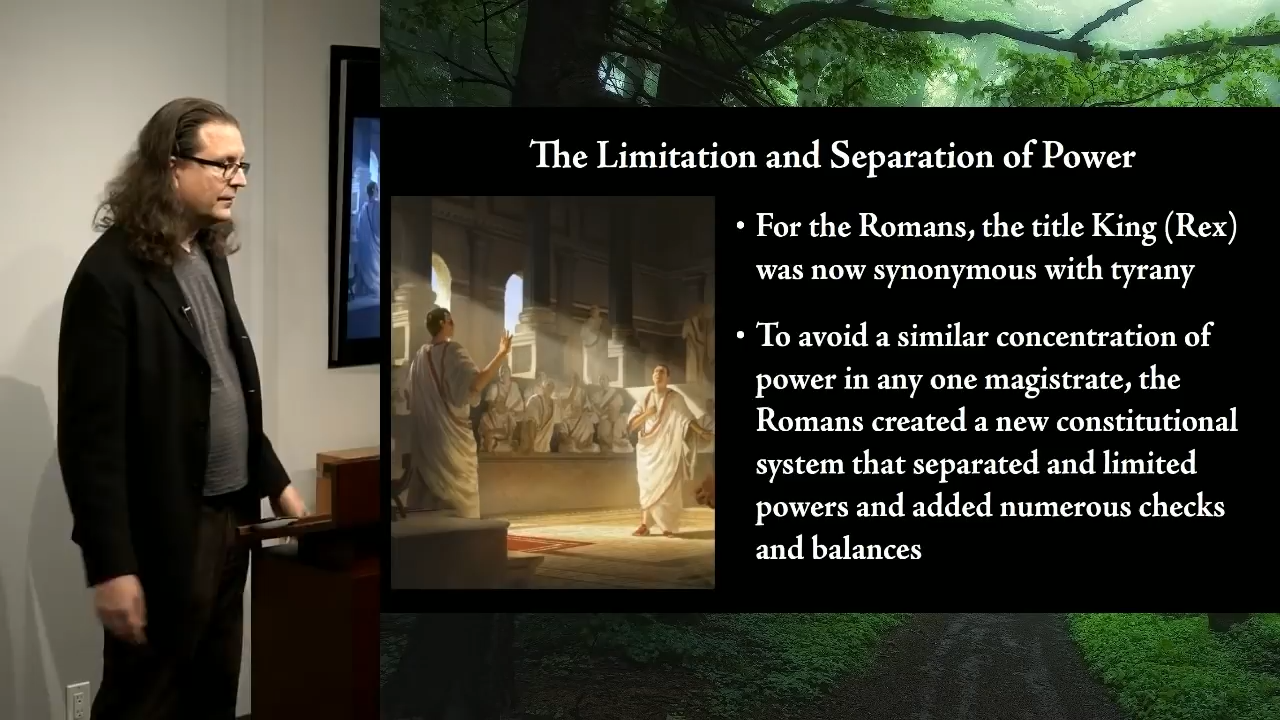 The Limitation and Separation of Power
• For the Romans, the title King (Rex)
was now synonymous with tyrany
• To avoid a similar concentration of
power in any one magistrate, the
Romans created a new constitutional
system that separated and limited
powers and added numerous checks
and balances